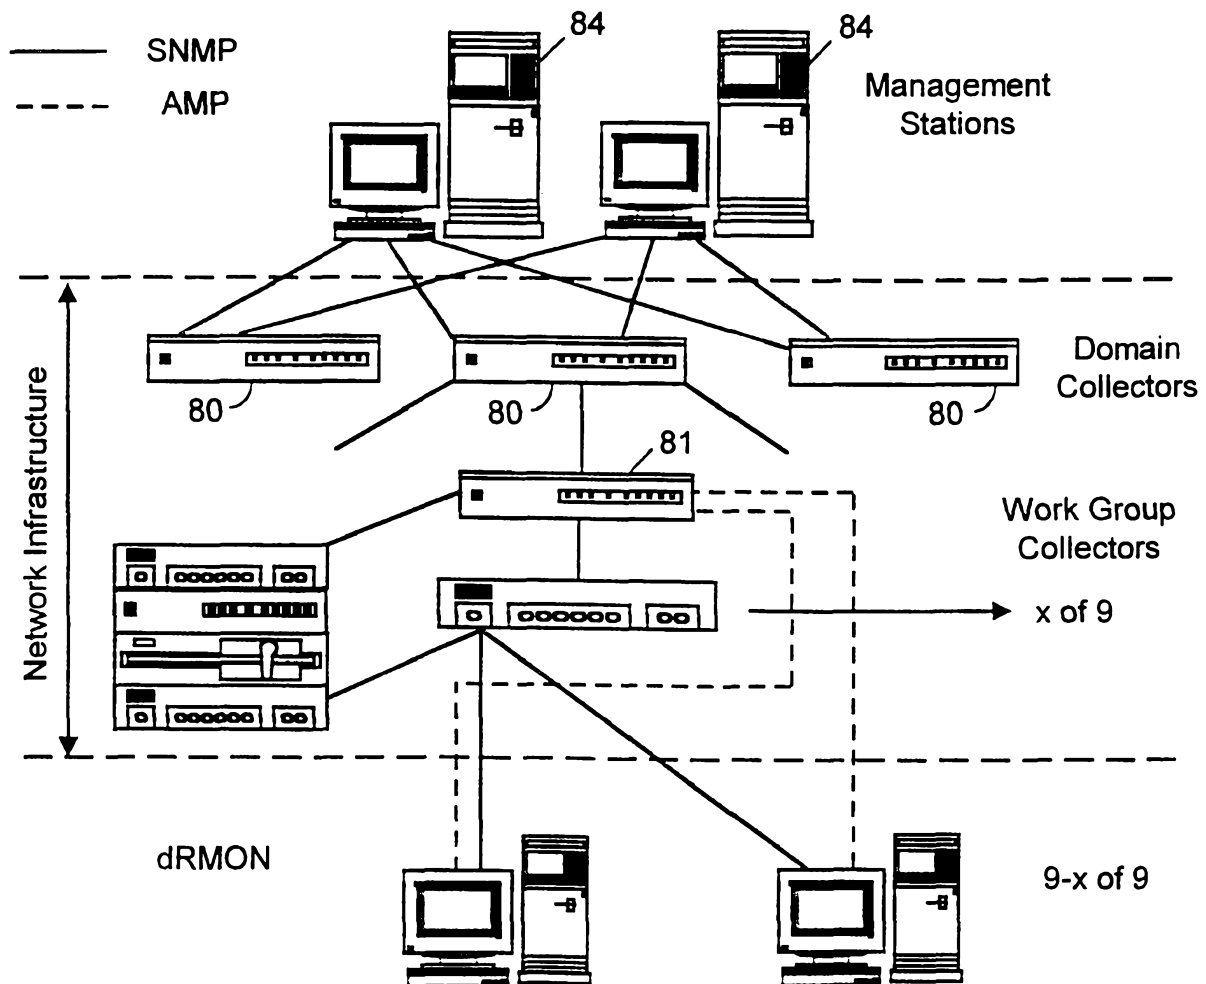 SNMP
AMP
84
84
Management
Stations
Network Infrastructure
80
80
80
Domain
Collectors
81
Work Group
Collectors
x of 9
dRMON
9-x of 9